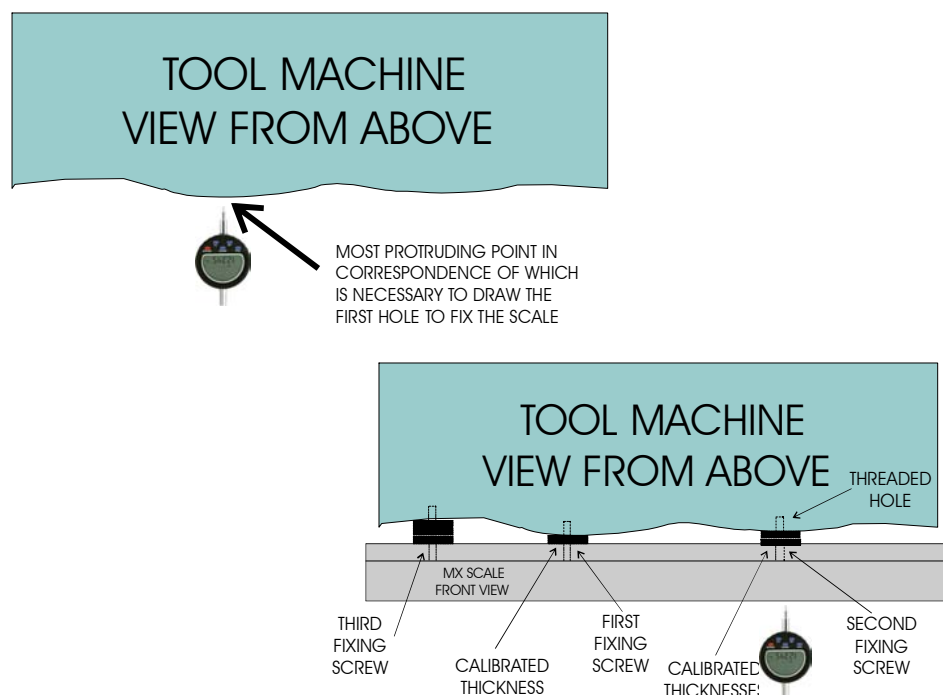 TOOL MACHINE
VIEW FROM ABOVE
MOST PROTRUDING POINT IN
CORRESPONDENCE OF WHICH
IS NECESSARY TO DRAW THE
FIRST HOLE TO FIX THE SCALE
TOOL MACHINE
VIEW FROM ABOVE
THREADED
HOLE
MX SCALE
FRONT VIEW
THIRD
FIXING
SCREW
CALIBRATED
THICKNESS
FIRST
FIXING
SCREW
CALIBRATED
THICKNESSES
SECOND
FIXING
SCREW